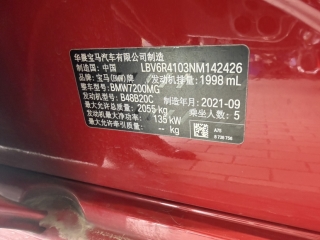 华晨宝马汽车有限公司制造
制造国: 中国 LBV6R4103NM142426
品牌: 宝马(BMW)牌 发动机排量: 1998 mL
整车型号: BMW7200MG
发动机型号: B48B20C 制造年月: 2021-09
最大允许总质量: 2055 kg 乘坐人数: 5
发动机最大净功率: 135 kW
最大允许牵引质量: -- kg